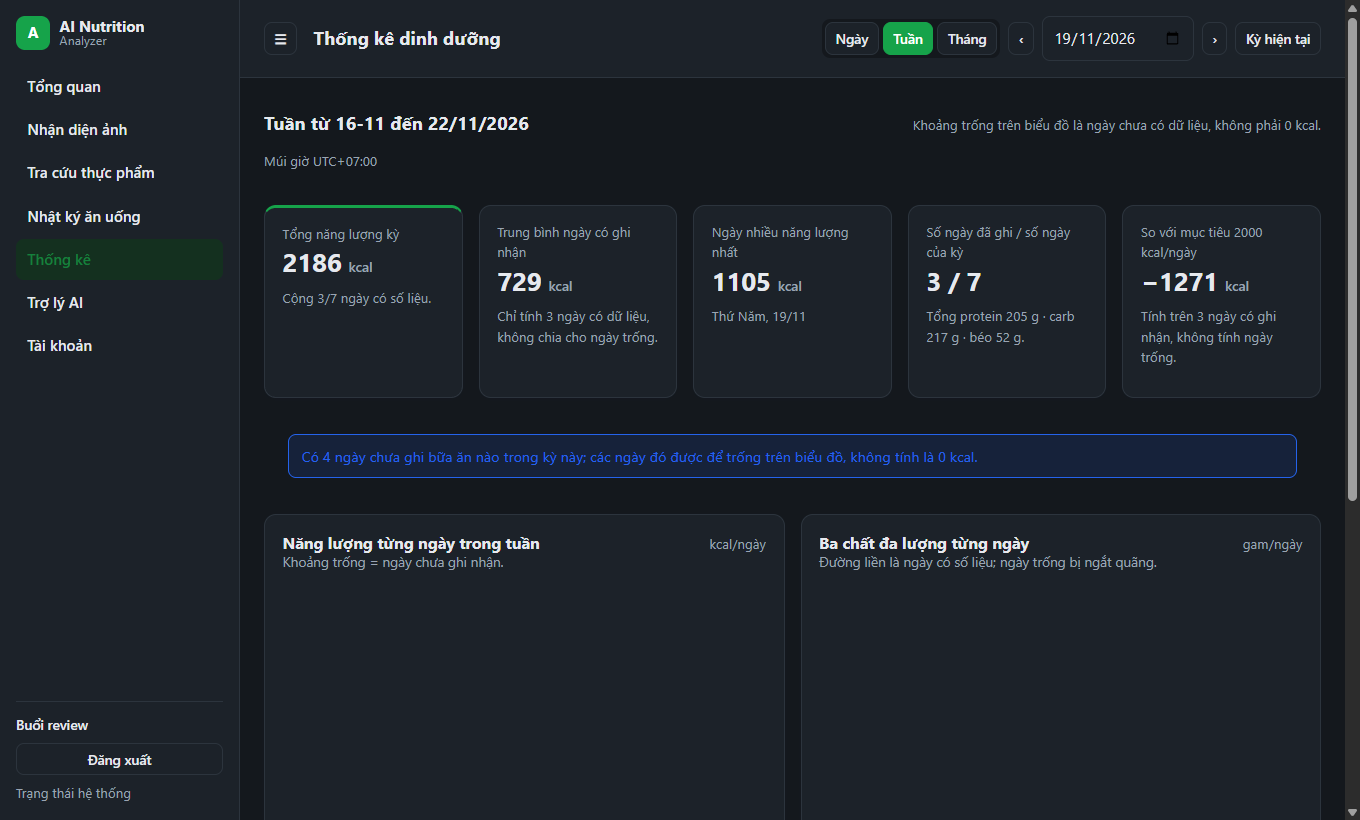 A
AI Nutrition
Analyzer
Tổng quan
Nhận diện ảnh
Tra cứu thực phẩm
Nhật ký ăn uống
Thống kê
Trợ lý AI
Tài khoản
Buổi review
Đăng xuất
Trạng thái hệ thống
☰
Thống kê dinh dưỡng
Ngày
Tuần
Tháng
‹
19/11/2026
›
Kỳ hiện tại
Tuần từ 16-11 đến 22/11/2026
Khoảng trống trên biểu đồ là ngày chưa có dữ liệu, không phải 0 kcal.
Múi giờ UTC+07:00
Tổng năng lượng kỳ
2186 kcal
Cộng 3/7 ngày có số liệu.
Trung bình ngày có ghi
nhận
729 kcal
Chỉ tính 3 ngày có dữ liệu,
không chia cho ngày trống.
Ngày nhiều năng lượng
nhất
1105 kcal
Thứ Năm, 19/11
Số ngày đã ghi / số ngày
của kỳ
3 / 7
Tổng protein 205 g · carb
217 g · béo 52 g.
So với mục tiêu 2000
kcal/ngày
−1271 kcal
Tính trên 3 ngày có ghi
nhận, không tính ngày
trống.
Có 4 ngày chưa ghi bữa ăn nào trong kỳ này; các ngày đó được để trống trên biểu đồ, không tính là 0 kcal.
Năng lượng từng ngày trong tuần
kcal/ngày
Khoảng trống = ngày chưa ghi nhận.
Ba chất đa lượng từng ngày
gam/ngày
Đường liền là ngày có số liệu; ngày trống bị ngắt quãng.